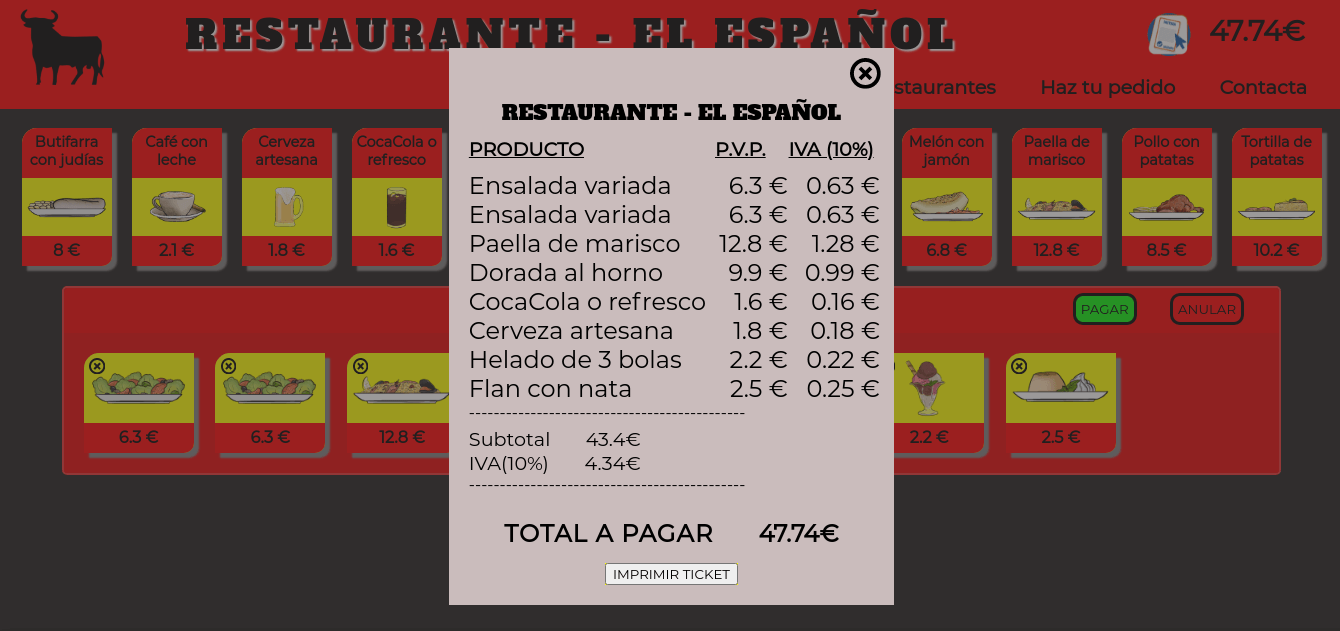 RESTAURANTE - EL ESPAÑOL
47.74€
staurantes Haz tu pedido Contacta
Butifarra con judías
8 €
Café con leche
2.1 €
Cerveza artesana
1.8 €
CocaCola o refresco
1.6 €
Melón con jamón
6.8 €
Paella de marisco
12.8 €
Pollo con patatas
8.5 €
Tortilla de patatas
10.2 €
PAGAR ANULAR
6.3 €
6.3 €
12.8 €
2.2 €
2.5 €
RESTAURANTE - EL ESPAÑOL
PRODUCTO P.V.P. IVA (10%)
Ensalada variada 6.3 € 0.63 €
Ensalada variada 6.3 € 0.63 €
Paella de marisco 12.8 € 1.28 €
Dorada al horno 9.9 € 0.99 €
CocaCola o refresco 1.6 € 0.16 €
Cerveza artesana 1.8 € 0.18 €
Helado de 3 bolas 2.2 € 0.22 €
Flan con nata 2.5 € 0.25 €
---------------------------------------------
Subtotal 43.4€
IVA(10%) 4.34€
---------------------------------------------
TOTAL A PAGAR 47.74€
IMPRIMIR TICKET